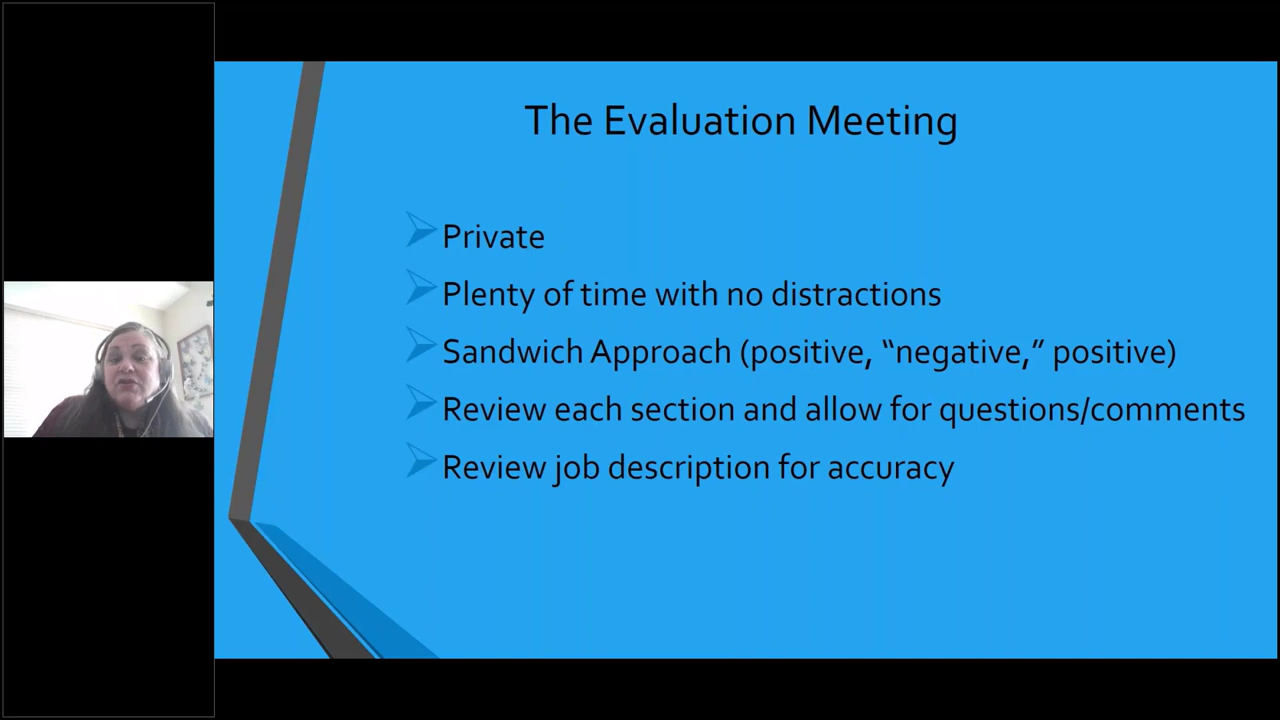 The Evaluation Meeting
Private
Plenty of time with no distractions
Sandwich Approach (positive, “negative,” positive)
Review each section and allow for questions/comments
Review job description for accuracy